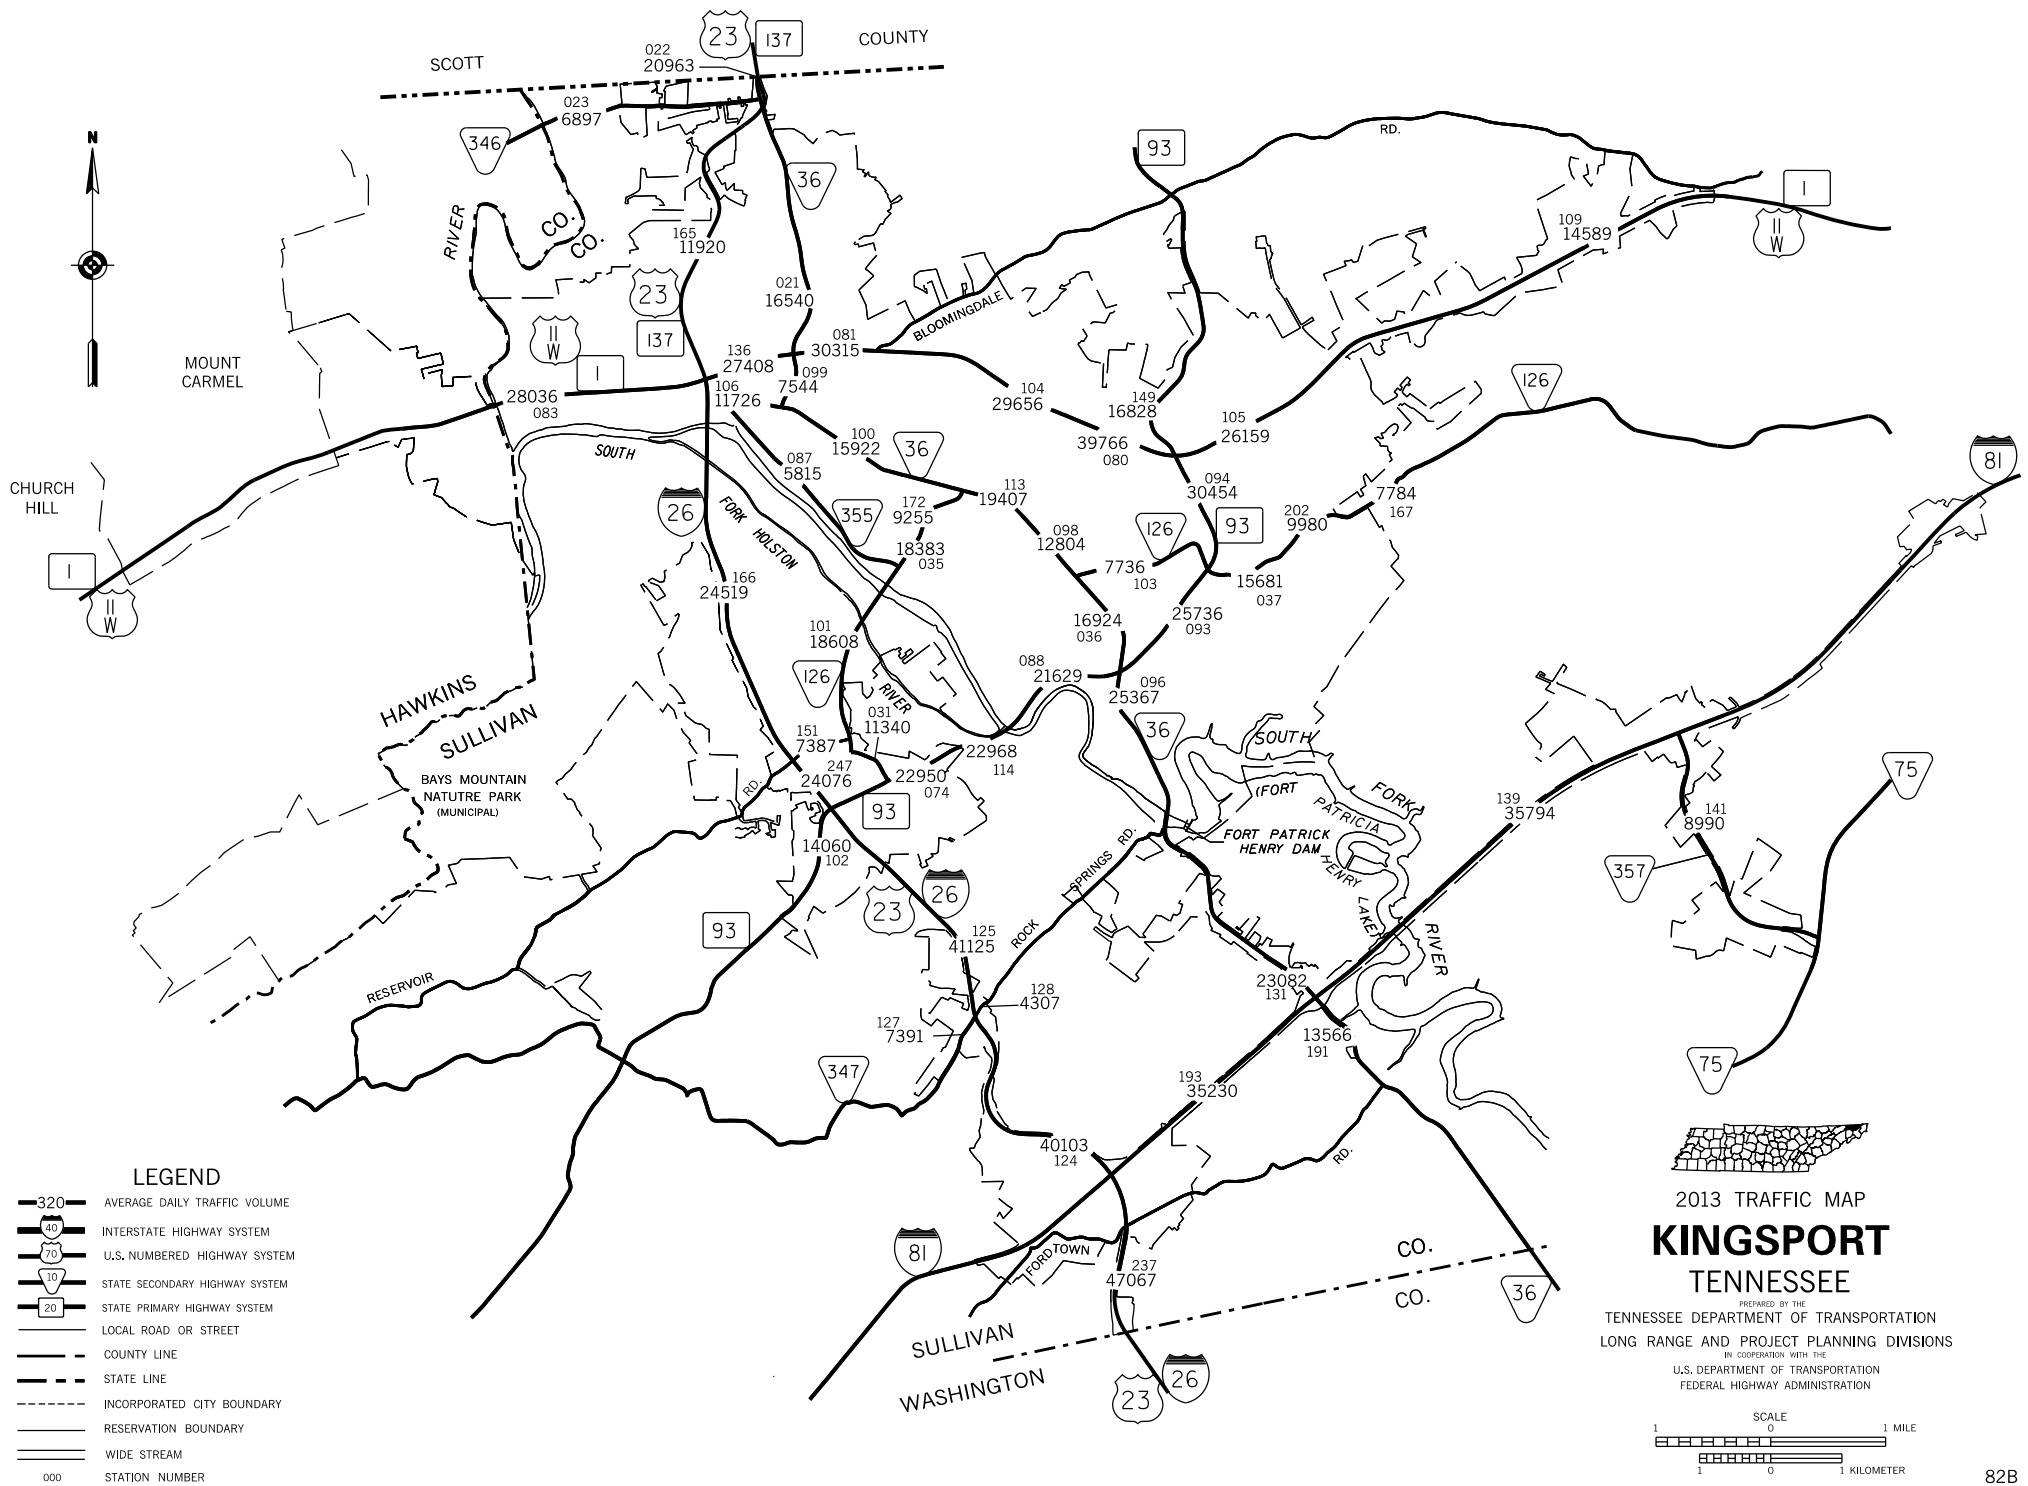 23
137
SCOTT
COUNTY
022
20963
023
6897
346
36
93
RD.
1
11
W
N
RIVER
CO.
CO.
165
11920
109
14589
23
137
021
16540
BLOOMINGDALE
11
W
1
MOUNT
CARMEL
136
27408
081
30315
099
7544
106
11726
28036
083
104
29656
149
16828
105
26159
126
39766
080
100
15922
36
SOUTH
087
5815
CHURCH
HILL
81
26
FORK HOLSTON
355
172
9255
113
19407
094
30454
93
202
9980
7784
167
18383
035
098
12804
126
7736
103
15681
037
1
11
W
166
24519
101
18608
16924
036
25736
093
088
21629
096
25367
126
RIVER
031
11340
HAWKINS
SULLIVAN
151
7387
247
24076
22950
074
22968
114
36
SOUTH
(FORT
FORK
PATRICIA
FORT PATRICK
HENRY DAM
HENRY
LAKE)
RIVER
BAYS MOUNTAIN
NATUTRE PARK
(MUNICIPAL)
RD.
93
14060
102
139
35794
75
141
8990
357
SPRINGS
RD.
ROCK
26
23
93
125
41125
RESERVOIR
128
4307
127
7391
23082
131
13566
191
347
193
35230
75
40103
124
RD.
81
FORDTOWN
237
47067
CO.
CO.
36
SULLIVAN
WASHINGTON
23
26
LEGEND
320 AVERAGE DAILY TRAFFIC VOLUME
40 INTERSTATE HIGHWAY SYSTEM
70 U.S. NUMBERED HIGHWAY SYSTEM
10 STATE SECONDARY HIGHWAY SYSTEM
20 STATE PRIMARY HIGHWAY SYSTEM
LOCAL ROAD OR STREET
COUNTY LINE
STATE LINE
INCORPORATED CITY BOUNDARY
RESERVATION BOUNDARY
WIDE STREAM
000 STATION NUMBER
2013 TRAFFIC MAP
KINGSPORT
TENNESSEE
PREPARED BY THE
TENNESSEE DEPARTMENT OF TRANSPORTATION
LONG RANGE AND PROJECT PLANNING DIVISIONS
IN COOPERATION WITH THE
U.S. DEPARTMENT OF TRANSPORTATION
FEDERAL HIGHWAY ADMINISTRATION
SCALE
1 0 1 MILE
1 0 1 KILOMETER
82B